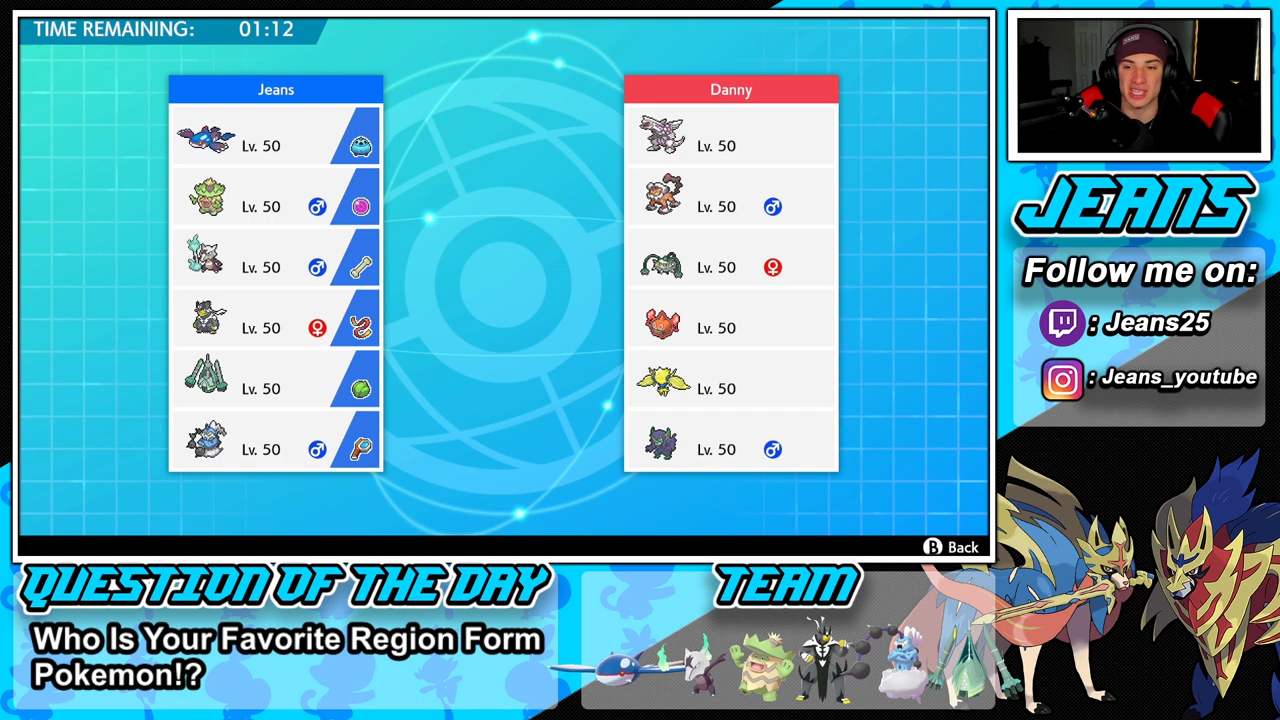 TIME REMAINING: 01:12
Jeans
Lv. 50
Lv. 50
Lv. 50
Lv. 50
Lv. 50
Lv. 50
Danny
Lv. 50
Lv. 50
Lv. 50
Lv. 50
Lv. 50
Lv. 50
B Back
JEANS
Follow me on:
: Jeans25
: Jeans_youtube
QUESTION OF THE DAY
Who Is Your Favorite Region Form
Pokemon!?
TEAM